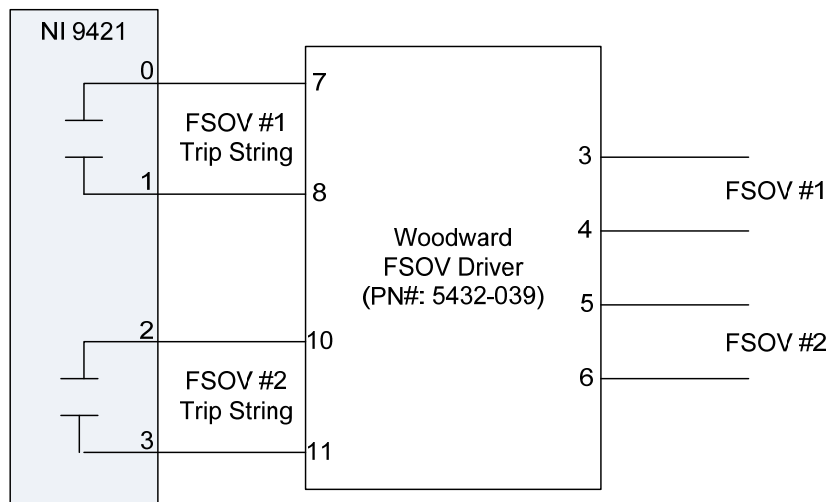 NI 9421
0
7
FSOV #1
Trip String
1
8
3
FSOV #1
4
Woodward
FSOV Driver
(PN#: 5432-039)
5
2
10
FSOV #2
6
FSOV #2
Trip String
3
11